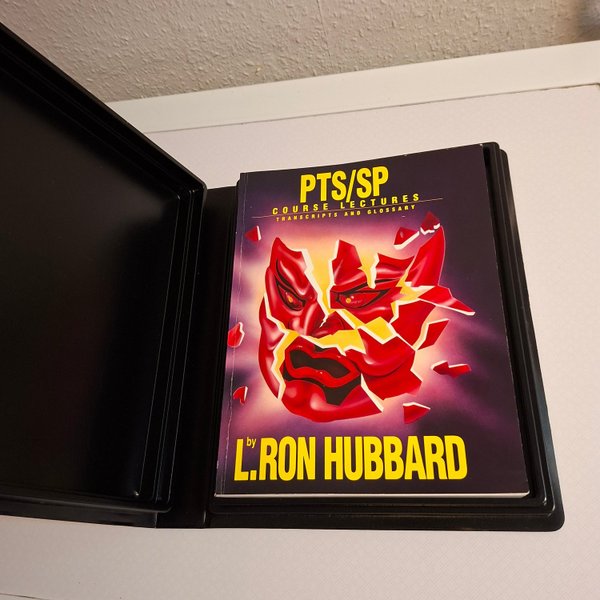 PTS/SP
COURSE LECTURES
TRANSCRIPTS AND GLOSSARY
by
L. RON HUBBARD